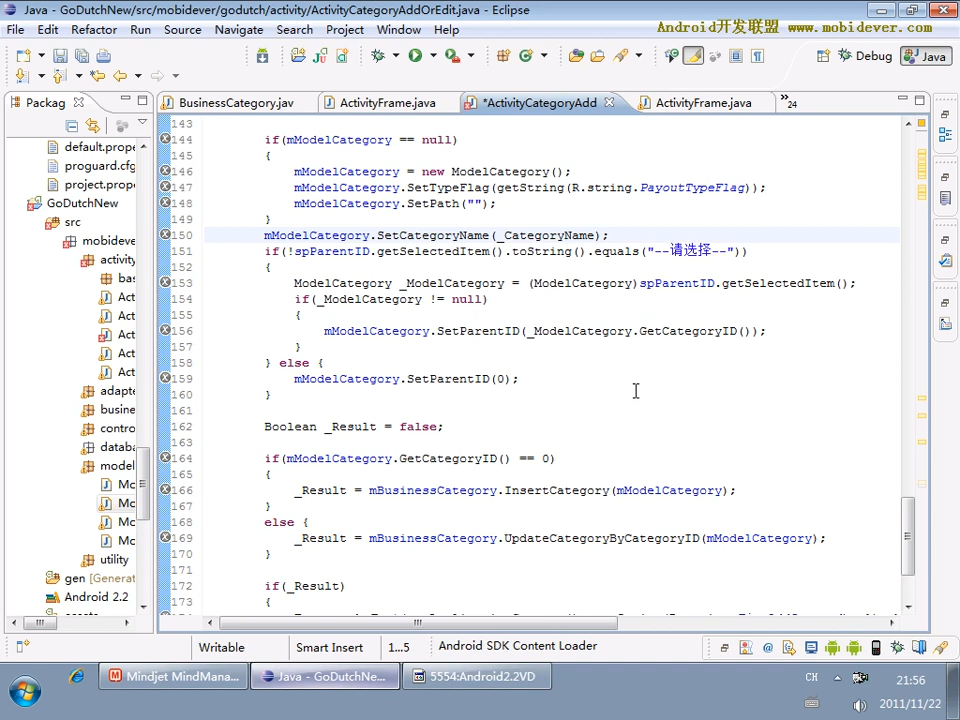 Java - GoDutchNew/src/mobidever/godutch/activity/ActivityCategoryAddOrEdit.java - Eclipse
File Edit Refactor Run Source Navigate Search Project Window Help
Android开发联盟 www.mobidever.com
Debug Java
Packag
BusinessCategory.jav ActivityFrame.java *ActivityCategoryAdd ActivityFrame.java »24
default.prope
proguard.cfg
project.prope
GoDutchNew
src
mobidever
activity
bas
Act
Act
Act
Act
Act
adapte
busine
contro
databa
model
Mo
Mo
Mo
Mo
utility
gen [Generat
Android 2.2
143
144 if(mModelCategory == null)
145 {
146 mModelCategory = new ModelCategory();
147 mModelCategory.SetTypeFlag(getString(R.string.PayoutTypeFlag));
148 mModelCategory.SetPath("");
149 }
150 mModelCategory.SetCategoryName(_CategoryName);
151 if(!spParentID.getSelectedItem().toString().equals("--请选择--"))
152 {
153 ModelCategory _ModelCategory = (ModelCategory)spParentID.getSelectedItem();
154 if(_ModelCategory != null)
155 {
156 mModelCategory.SetParentID(_ModelCategory.GetCategoryID());
157 }
158 } else {
159 mModelCategory.SetParentID(0);
160 }
161
162 Boolean _Result = false;
163
164 if(mModelCategory.GetCategoryID() == 0)
165 {
166 _Result = mBusinessCategory.InsertCategory(mModelCategory);
167 }
168 else {
169 _Result = mBusinessCategory.UpdateCategoryByCategoryID(mModelCategory);
170 }
171
172 if(_Result)
173 {
Writable Smart Insert 1...5 Android SDK Content Loader
Mindjet MindMana... Java - GoDutchNe... 5554:Android2.2VD
CH 21:56
2011/11/22